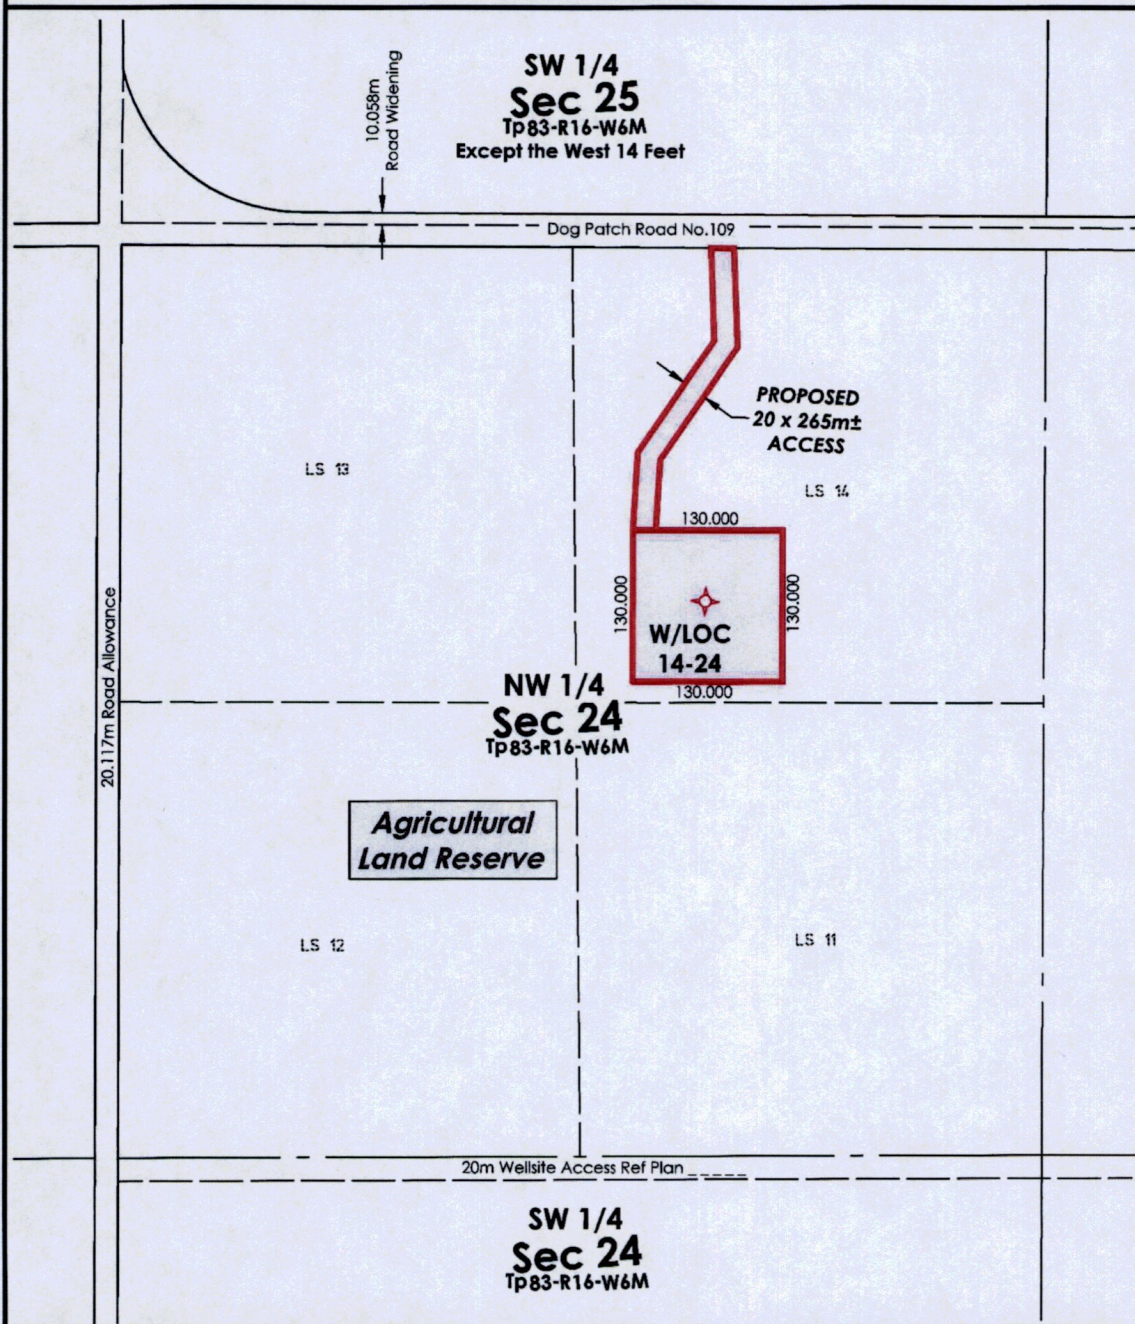 SW 1/4
Sec 25
Tp83-R16-W6M
Except the West 14 Feet
10.058m
Road Widening
Dog Patch Road No.109
PROPOSED
20 x 265m±
ACCESS
LS 13
LS 14
130.000
130.000
130.000
W/LOC
14-24
130.000
20.117m Road Allowance
NW 1/4
Sec 24
Tp83-R16-W6M
Agricultural
Land Reserve
LS 12
LS 11
20m Wellsite Access Ref Plan ______
SW 1/4
Sec 24
Tp83-R16-W6M